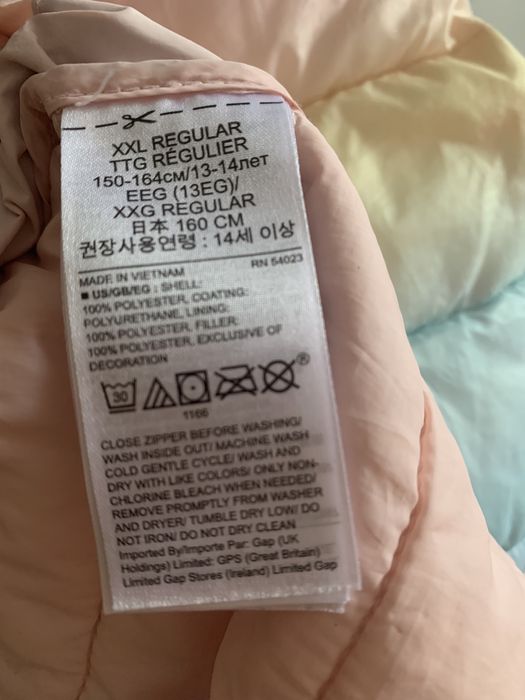 XXL REGULAR
TTG RÉGULIER
150-164см/13-14лет
EEG (13EG)/
XXG REGULAR
日本 160 CM
권장사용연령 : 14세 이상
MADE IN VIETNAM RN 54023
■ US/GB/EG : SHELL:
100% POLYESTER, COATING:
POLYURETHANE, LINING:
100% POLYESTER, FILLER:
100% POLYESTER, EXCLUSIVE OF
DECORATION
30
®
1166
CLOSE ZIPPER BEFORE WASHING/
WASH INSIDE OUT/ MACHINE WASH
COLD GENTLE CYCLE/ WASH AND
DRY WITH LIKE COLORS/ ONLY NON-
CHLORINE BLEACH WHEN NEEDED/
REMOVE PROMPTLY FROM WASHER
AND DRYER/ TUMBLE DRY LOW/ DO
NOT IRON/ DO NOT DRY CLEAN
Imported By/Importe Par: Gap (UK
Holdings) Limited: GPS (Great Britain)
Limited Gap Stores (Ireland) Limited Gap